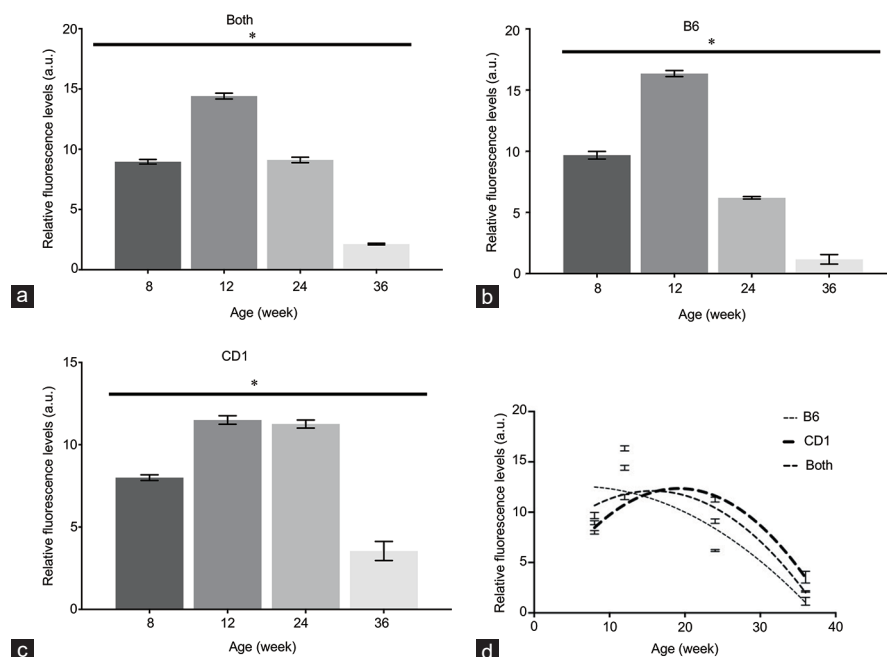 Both
*
Relative fluorescence levels (a.u.)
20
15
10
5
0
8 12 24 36
Age (week)
a
B6
*
Relative fluorescence levels (a.u.)
20
15
10
5
0
8 12 24 36
Age (week)
b
CD1
*
Relative fluorescence levels (a.u.)
15
10
5
0
8 12 24 36
Age (week)
c
Relative fluorescence levels (a.u.)
20
15
10
5
0
B6
CD1
Both
0 10 20 30 40
Age (week)
d